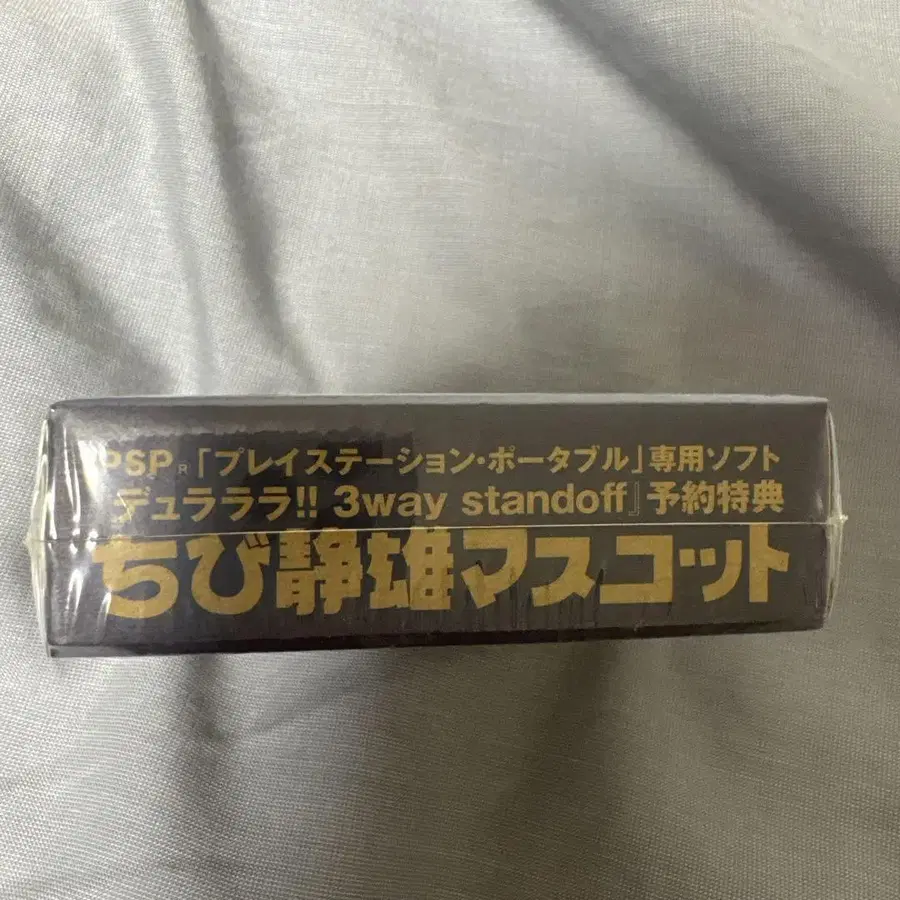 PSP®「プレイステーション・ポータブル」専用ソフト
デュラララ!! 3way standoff』予約特典
ちび静雄マスコット